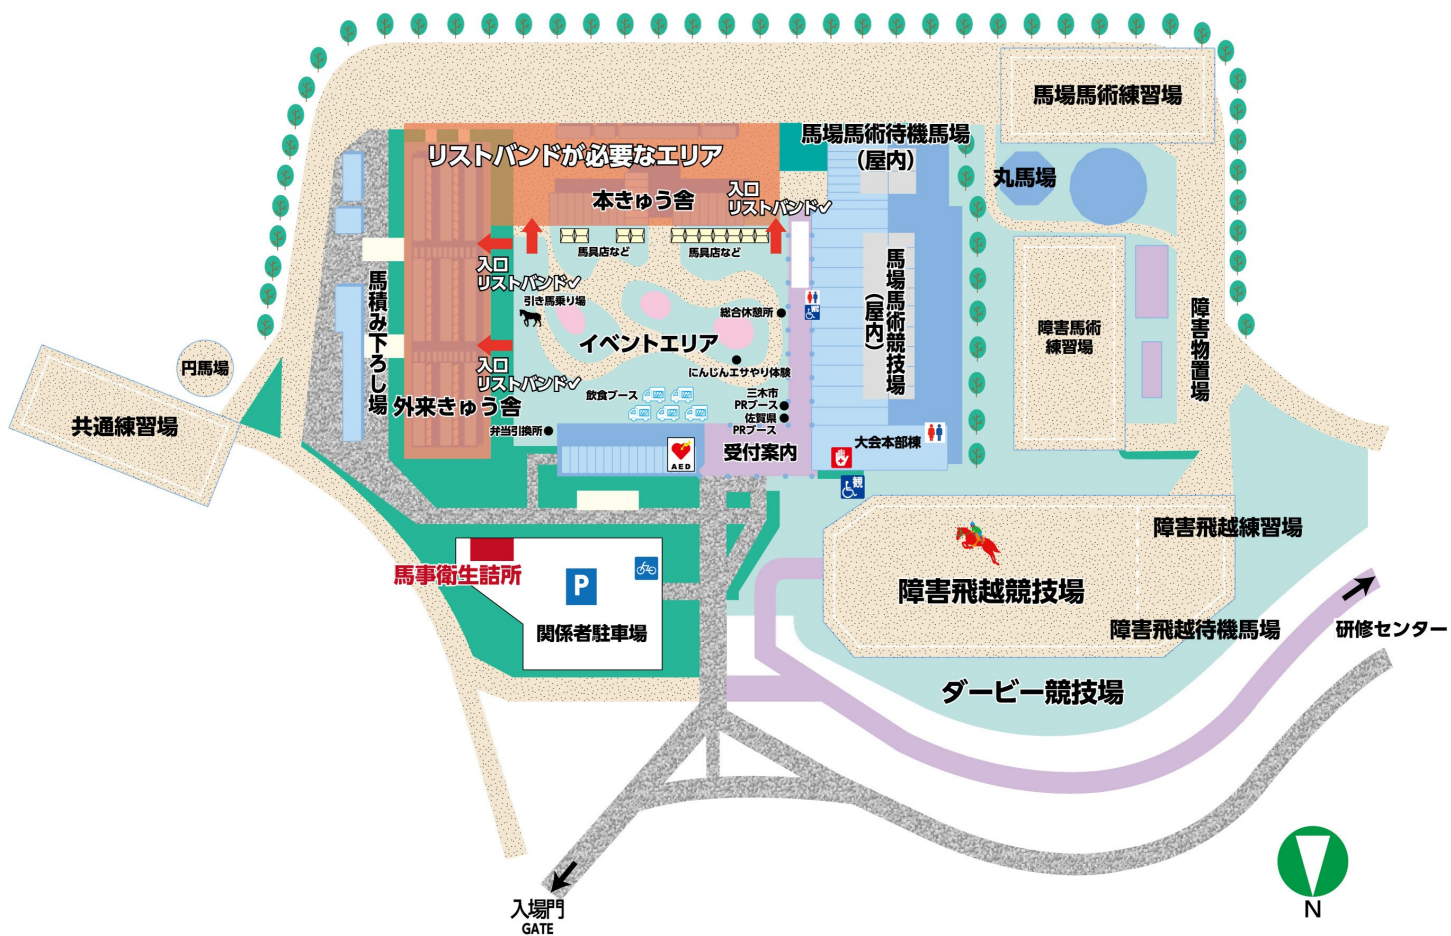 馬場馬術練習場
馬場馬術待機馬場
(屋内)
リストバンドが必要なエリア
丸馬場
本きゅう舎
入口
リストバンド✓
馬具店など
馬具店など
入口
リストバンド✓
引き馬乗り場
馬積み下ろし場
総合休憩所
イベントエリア
馬場馬術競技場
(屋内)
障害馬術
練習場
障害物置場
円馬場
入口
リストバンド✓
にんじんエサやり体験
飲食ブース
三木市
PRブース
佐賀県
PRブース
外来きゅう舎
共通練習場
弁当引換所
AED
受付案内
大会本部棟
観
観
障害飛越練習場
馬事衛生詰所
P
障害飛越競技場
関係者駐車場
障害飛越待機馬場
研修センター
ダービー競技場
入場門
GATE
N